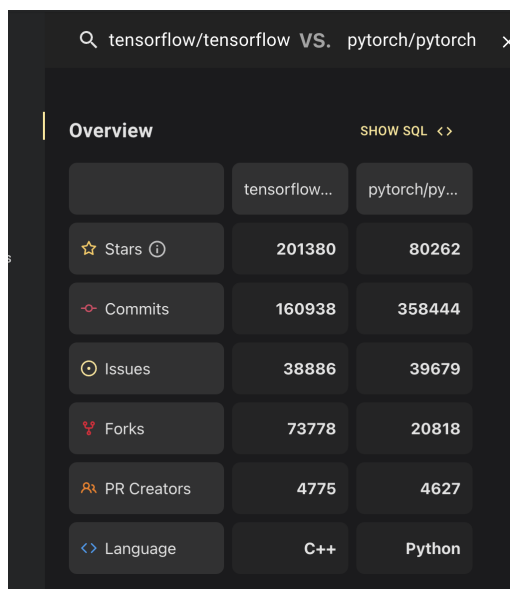 tensorflow/tensorflow VS. pytorch/pytorch
Overview SHOW SQL <>
tensorflow... pytorch/py...
Stars 201380 80262
s
Commits 160938 358444
Issues 38886 39679
Forks 73778 20818
PR Creators 4775 4627
Language C++ Python